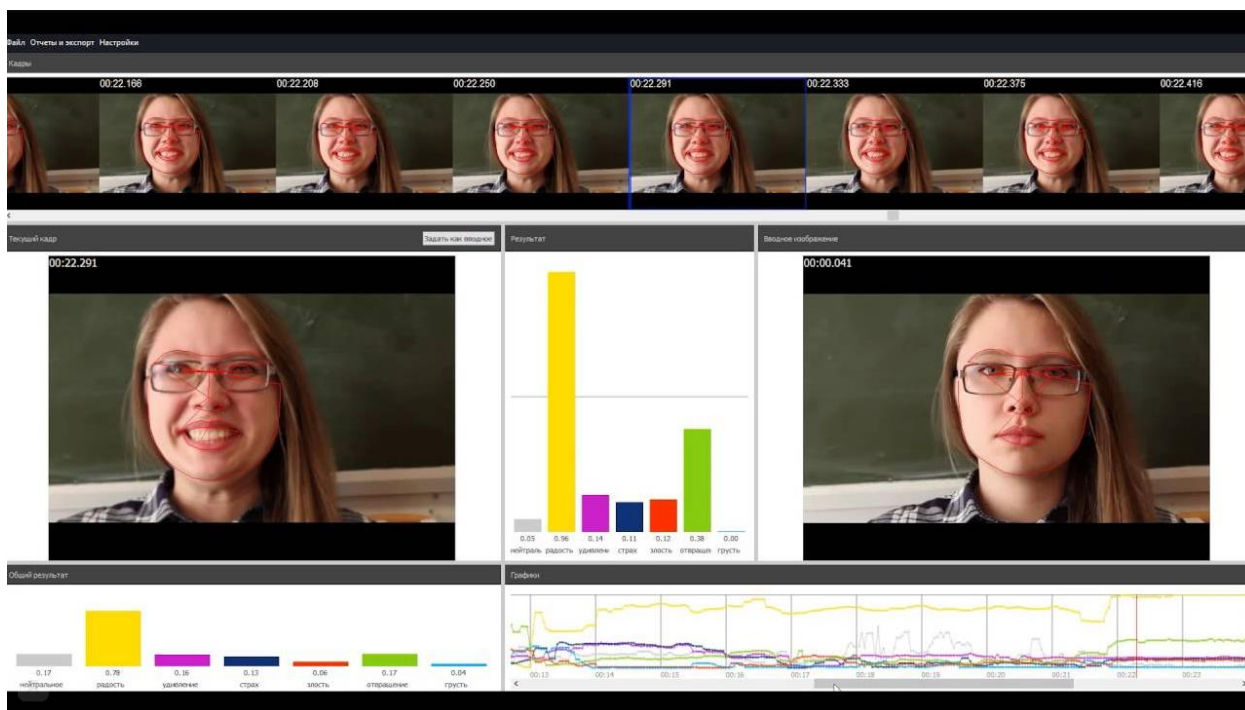 Файл Отчеты и экспорт Настройки
Кадры
00:22.166 00:22.208 00:22.250 00:22.291 00:22.333 00:22.375 00:22.416
Текущий кадр Задать как вводное Результат Вводное изображение
00:22.291 00:00.041
0.05 0.96 0.14 0.11 0.12 0.38 0.00
нейтраль радость удивлени страх злость отвращен грусть
Общий результат Графики
0.17 0.78 0.16 0.13 0.06 0.17 0.04
нейтральное радость удивление страх злость отвращение грусть
00:13 00:14 00:15 00:16 00:17 00:18 00:19 00:20 00:21 00:22 00:23